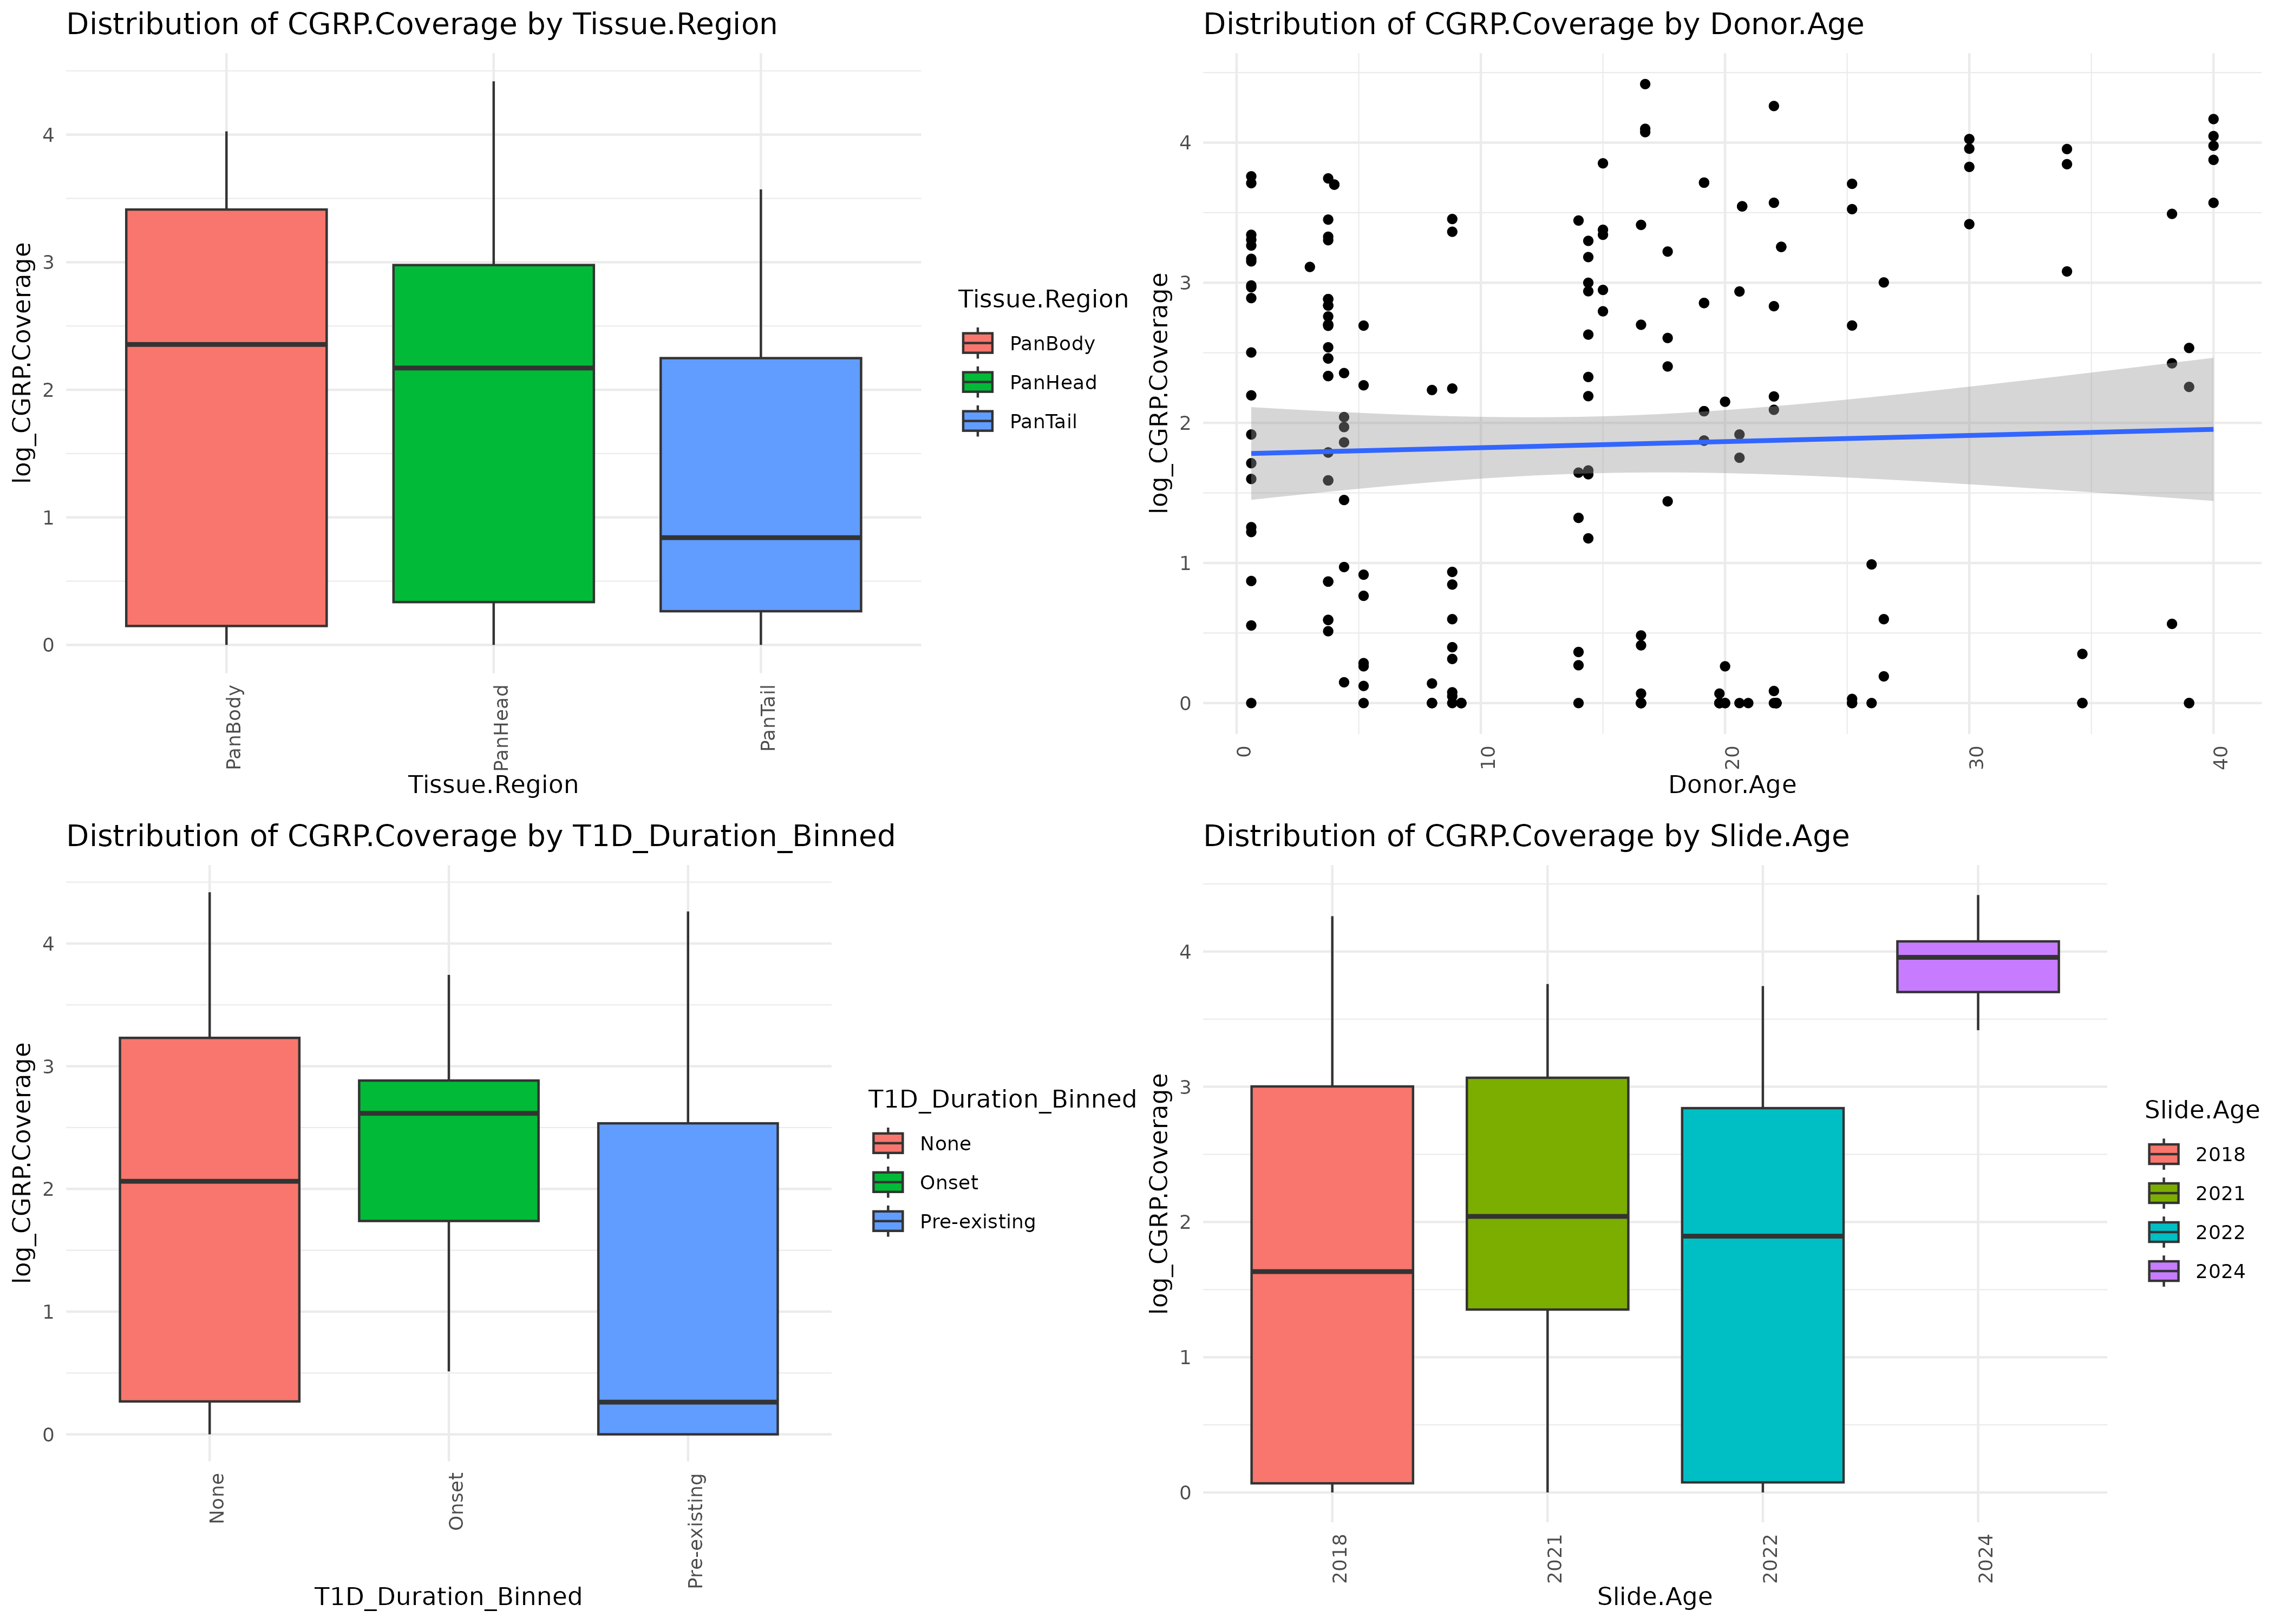 Distribution of CGRP.Coverage by Tissue.Region
log_CGRP.Coverage
4
3
2
1
0
PanBody
PanHead
PanTail
Tissue.Region
Tissue.Region
PanBody
PanHead
PanTail
Distribution of CGRP.Coverage by Donor.Age
log_CGRP.Coverage
4
3
2
1
0
0
10
20
30
40
Donor.Age
Distribution of CGRP.Coverage by T1D_Duration_Binned
log_CGRP.Coverage
4
3
2
1
0
None
Onset
Pre-existing
T1D_Duration_Binned
T1D_Duration_Binned
None
Onset
Pre-existing
Distribution of CGRP.Coverage by Slide.Age
log_CGRP.Coverage
4
3
2
1
0
2018
2021
2022
2024
Slide.Age
Slide.Age
2018
2021
2022
2024